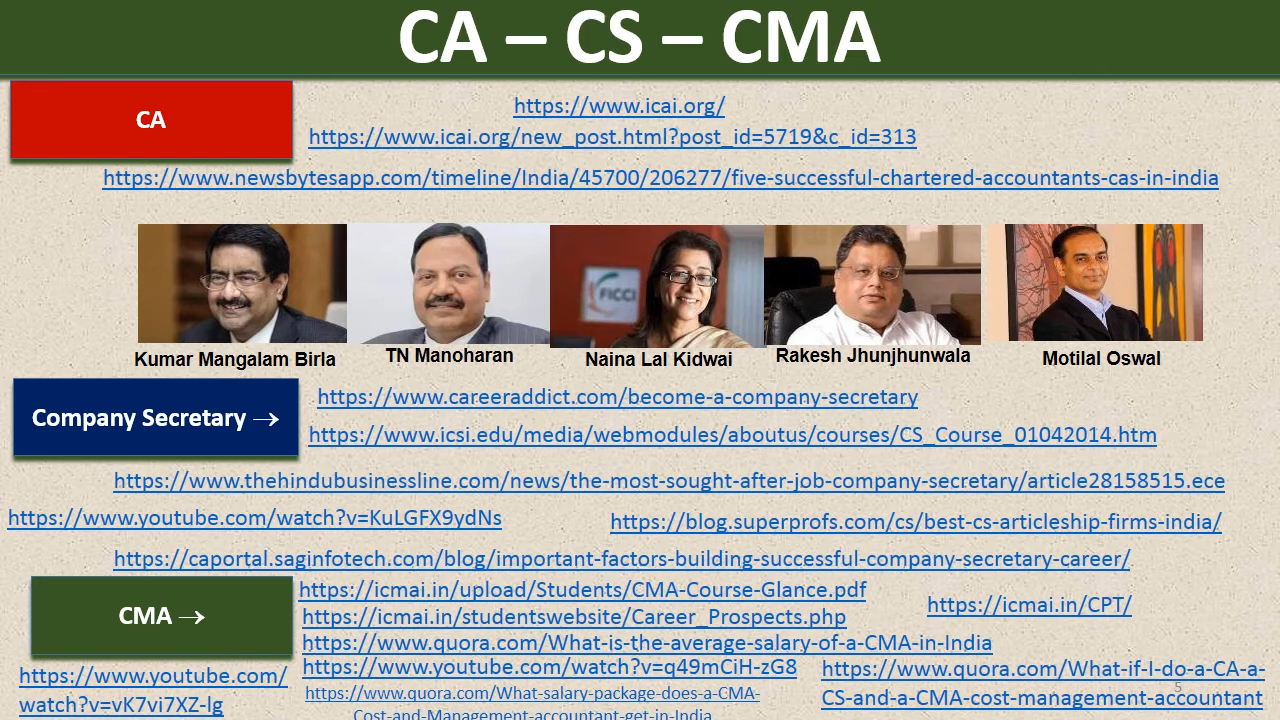 CA – CS – CMA
CA
https://www.icai.org/
https://www.icai.org/new_post.html?post_id=5719&c_id=313
https://www.newsbytesapp.com/timeline/India/45700/206277/five-successful-chartered-accountants-cas-in-india
FICCI
Kumar Mangalam Birla
TN Manoharan
Naina Lal Kidwai
Rakesh Jhunjhunwala
Motilal Oswal
Company Secretary →
https://www.careeraddict.com/become-a-company-secretary
https://www.icsi.edu/media/webmodules/aboutus/courses/CS_Course_01042014.htm
https://www.thehindubusinessline.com/news/the-most-sought-after-job-company-secretary/article28158515.ece
https://www.youtube.com/watch?v=KuLGFX9ydNs
https://blog.superprofs.com/cs/best-cs-articleship-firms-india/
https://caportal.saginfotech.com/blog/important-factors-building-successful-company-secretary-career/
CMA →
https://icmai.in/upload/Students/CMA-Course-Glance.pdf
https://icmai.in/CPT/
https://icmai.in/studentswebsite/Career_Prospects.php
https://www.quora.com/What-is-the-average-salary-of-a-CMA-in-India
https://www.youtube.com/
watch?v=vK7vi7XZ-lg
https://www.youtube.com/watch?v=q49mCiH-zG8
https://www.quora.com/What-salary-package-does-a-CMA-
Cost-and-Management-accountant-get-in-India
https://www.quora.com/What-if-I-do-a-CA-a-
CS-and-a-CMA-cost-management-accountant
5